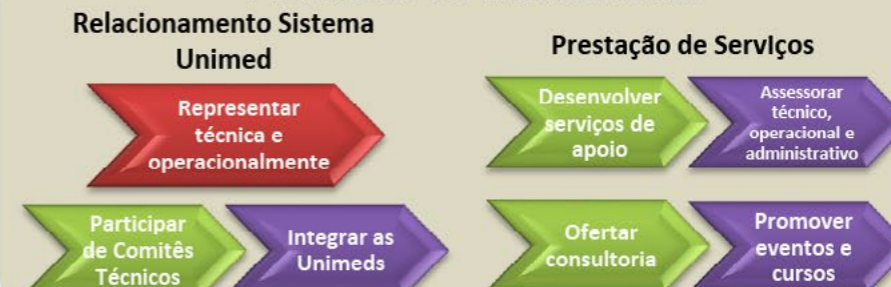 Relacionamento Sistema
Unimed
Representar
técnica e
operacionalmente
Participar
de Comitês
Técnicos
Integrar as
Unimeds
Prestação de Serviços
Desenvolver
serviços de
apoio
Assessorar
técnico,
operacional e
administrativo
Ofertar
consultoria
Promover
eventos e
cursos